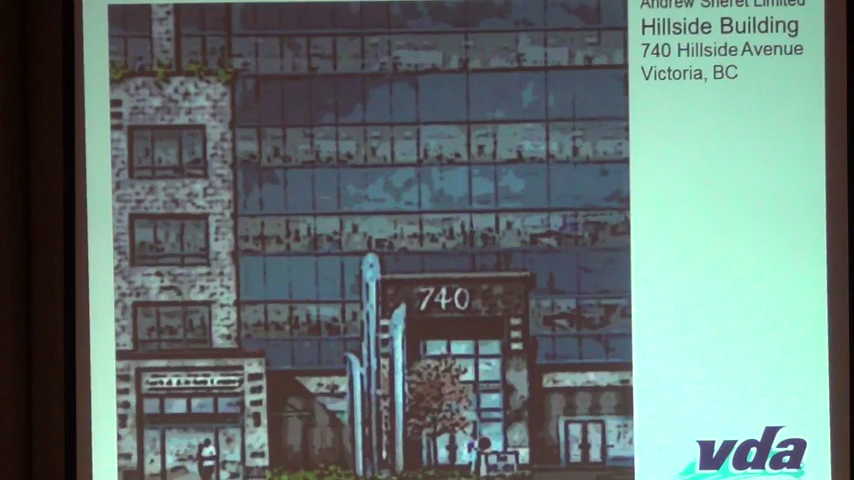 Andrew Sheret Limited
Hillside Building
740 Hillside Avenue
Victoria, BC
740
vda